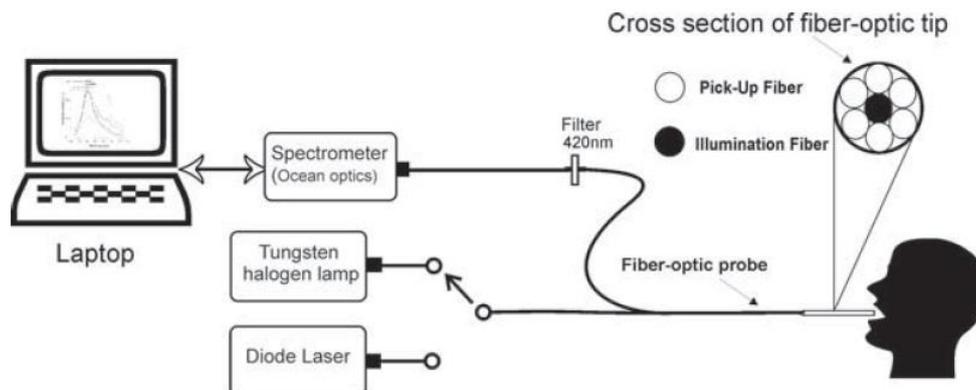 Cross section of fiber-optic tip
Pick-Up Fiber
Illumination Fiber
Filter
420nm
Spectrometer
(Ocean optics)
Laptop
Tungsten
halogen lamp
Fiber-optic probe
Diode Laser